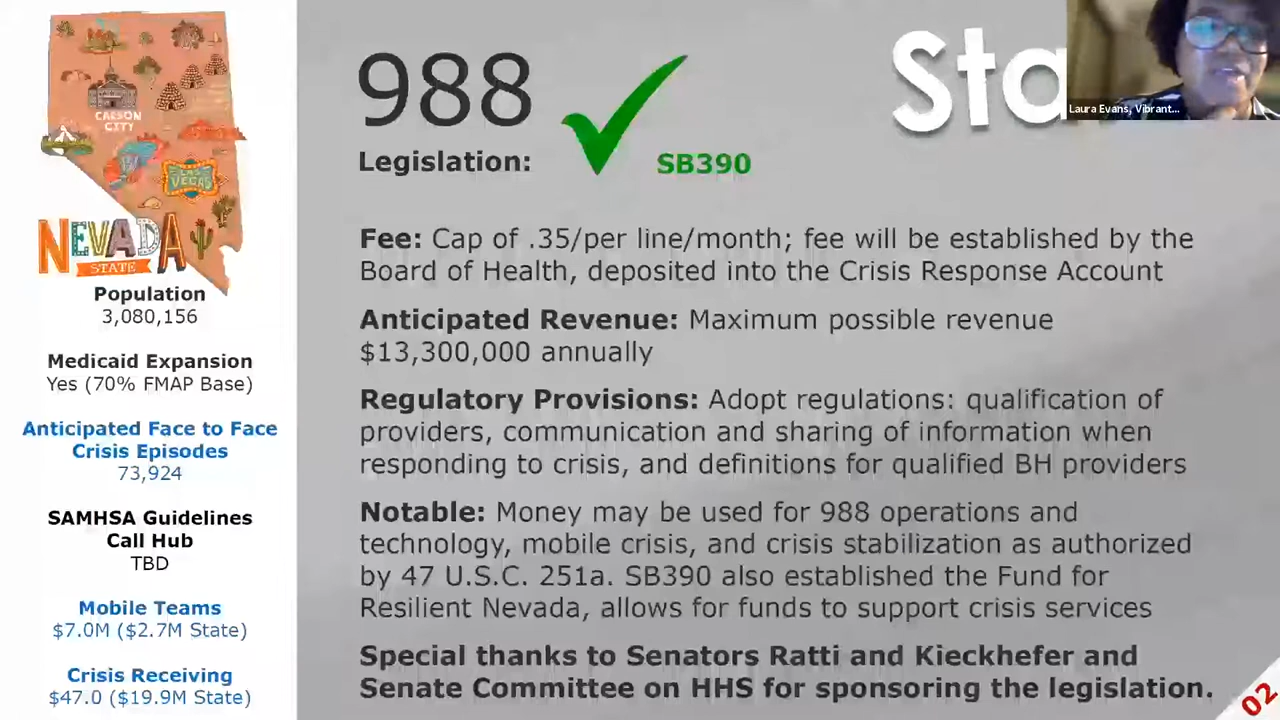 CARSON
CITY
LAS
VEGAS
NEVADA
STATE
Population
3,080,156
Medicaid Expansion
Yes (70% FMAP Base)
Anticipated Face to Face
Crisis Episodes
73,924
SAMHSA Guidelines
Call Hub
TBD
Mobile Teams
$7.0M ($2.7M State)
Crisis Receiving
$47.0 ($19.9M State)
988
Legislation:
SB390
Sta
Laura Evans, Vibrant...
Fee: Cap of .35/per line/month; fee will be established by the
Board of Health, deposited into the Crisis Response Account
Anticipated Revenue: Maximum possible revenue
$13,300,000 annually
Regulatory Provisions: Adopt regulations: qualification of
providers, communication and sharing of information when
responding to crisis, and definitions for qualified BH providers
Notable: Money may be used for 988 operations and
technology, mobile crisis, and crisis stabilization as authorized
by 47 U.S.C. 251a. SB390 also established the Fund for
Resilient Nevada, allows for funds to support crisis services
Special thanks to Senators Ratti and Kieckhefer and
Senate Committee on HHS for sponsoring the legislation.
02